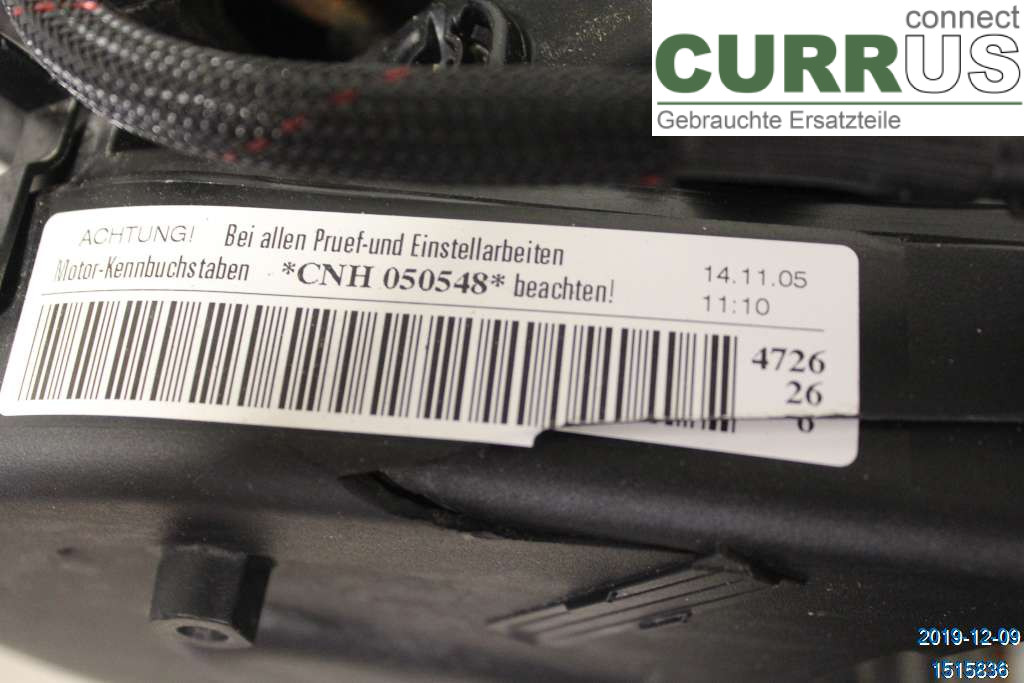 connect
CURRUS
Gebrauchte Ersatzteile
ACHTUNG! Bei allen Pruef-und Einstellarbeiten
Motor-Kennbuchstaben *CNH 050548* beachten!
14.11.05
11:10
4726
26
2019-12-09
1515836